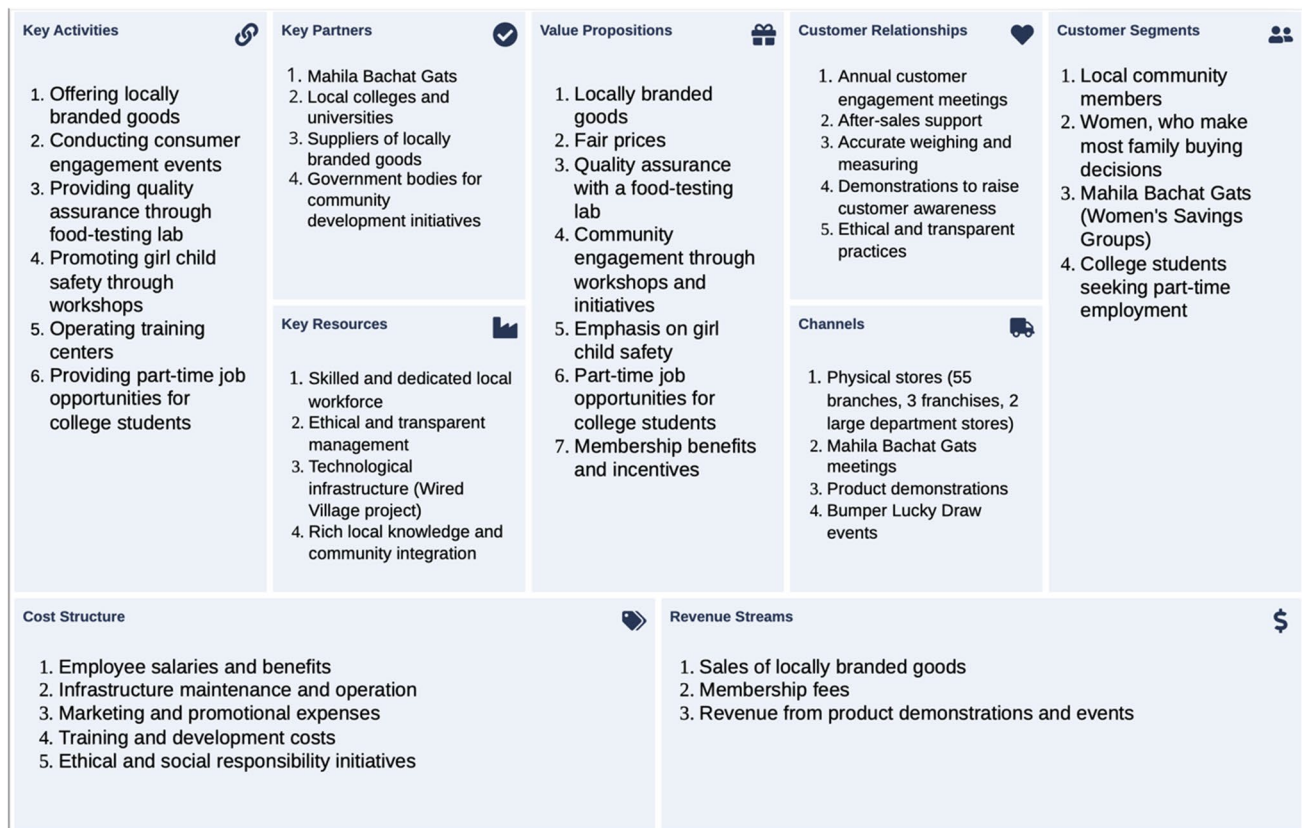 Key Activities
1. Offering locally
branded goods
2. Conducting consumer
engagement events
3. Providing quality
assurance through
food-testing lab
4. Promoting girl child
safety through
workshops
5. Operating training
centers
6. Providing part-time job
opportunities for
college students
Key Partners
1. Mahila Bachat Gats
2. Local colleges and
universities
3. Suppliers of locally
branded goods
4. Government bodies for
community
development initiatives
Key Resources
1. Skilled and dedicated local
workforce
2. Ethical and transparent
management
3. Technological
infrastructure (Wired
Village project)
4. Rich local knowledge and
community integration
Value Propositions
1. Locally branded
goods
2. Fair prices
3. Quality assurance
with a food-testing
lab
4. Community
engagement through
workshops and
initiatives
5. Emphasis on girl
child safety
6. Part-time job
opportunities for
college students
7. Membership benefits
and incentives
Customer Relationships
1. Annual customer
engagement meetings
2. After-sales support
3. Accurate weighing and
measuring
4. Demonstrations to raise
customer awareness
5. Ethical and transparent
practices
Channels
1. Physical stores (55
branches, 3 franchises, 2
large department stores)
2. Mahila Bachat Gats
meetings
3. Product demonstrations
4. Bumper Lucky Draw
events
Customer Segments
1. Local community
members
2. Women, who make
most family buying
decisions
3. Mahila Bachat Gats
(Women's Savings
Groups)
4. College students
seeking part-time
employment
Cost Structure
1. Employee salaries and benefits
2. Infrastructure maintenance and operation
3. Marketing and promotional expenses
4. Training and development costs
5. Ethical and social responsibility initiatives
Revenue Streams
1. Sales of locally branded goods
2. Membership fees
3. Revenue from product demonstrations and events